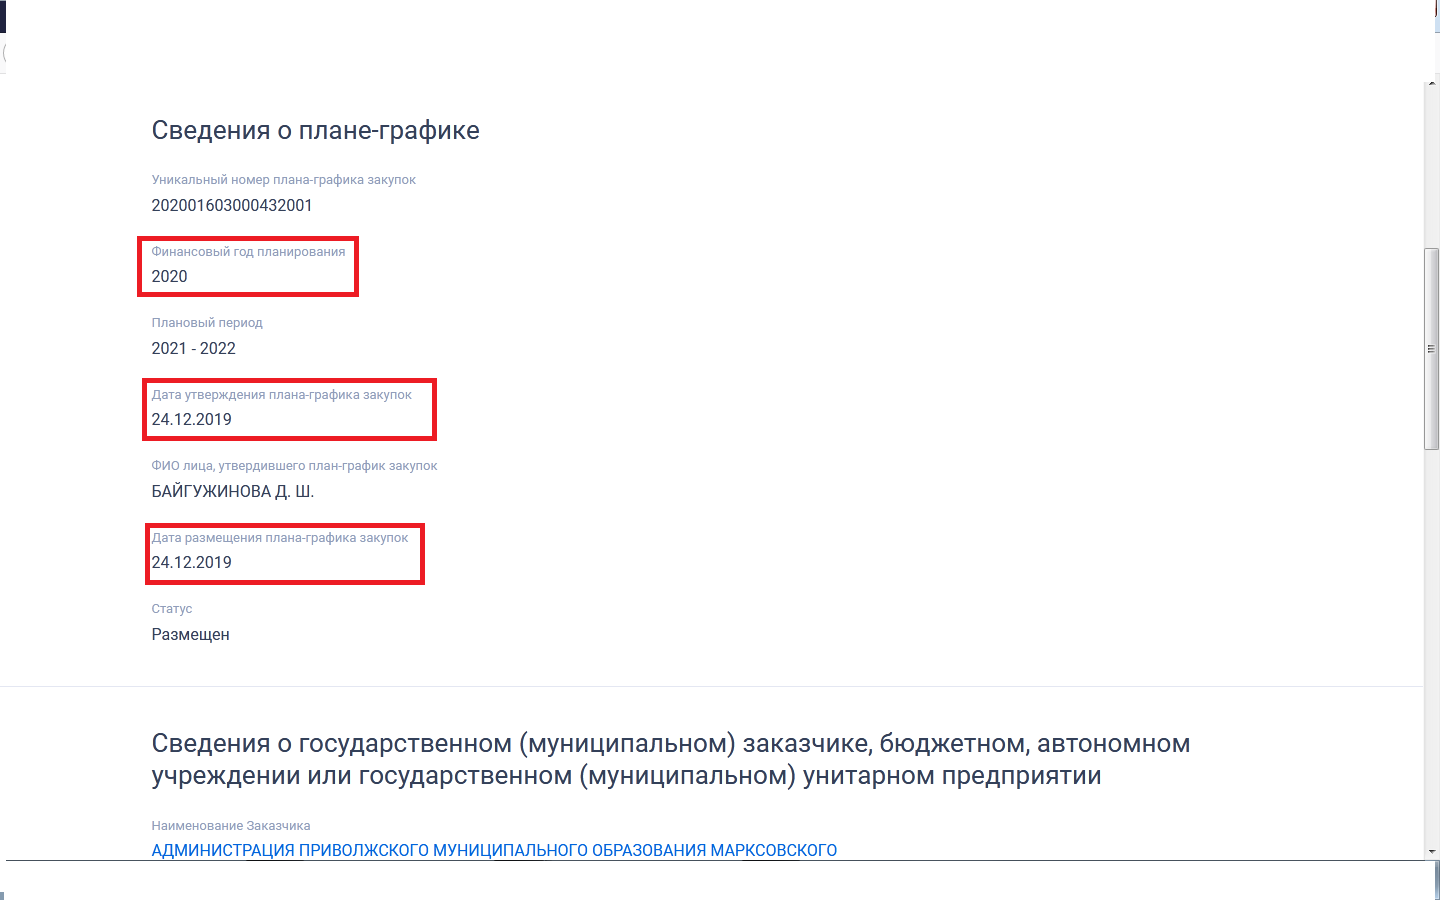 Сведения о плане-графике
Уникальный номер плана-графика закупок
202001603000432001
Финансовый год планирования
2020
Плановый период
2021 - 2022
Дата утверждения плана-графика закупок
24.12.2019
ФИО лица, утвердившего план-график закупок
БАЙГУЖИНОВА Д. Ш.
Дата размещения плана-графика закупок
24.12.2019
Статус
Размещен
Сведения о государственном (муниципальном) заказчике, бюджетном, автономном
учреждении или государственном (муниципальном) унитарном предприятии
Наименование Заказчика
АДМИНИСТРАЦИЯ ПРИВОЛЖСКОГО МУНИЦИПАЛЬНОГО ОБРАЗОВАНИЯ МАРКСОВСКОГО